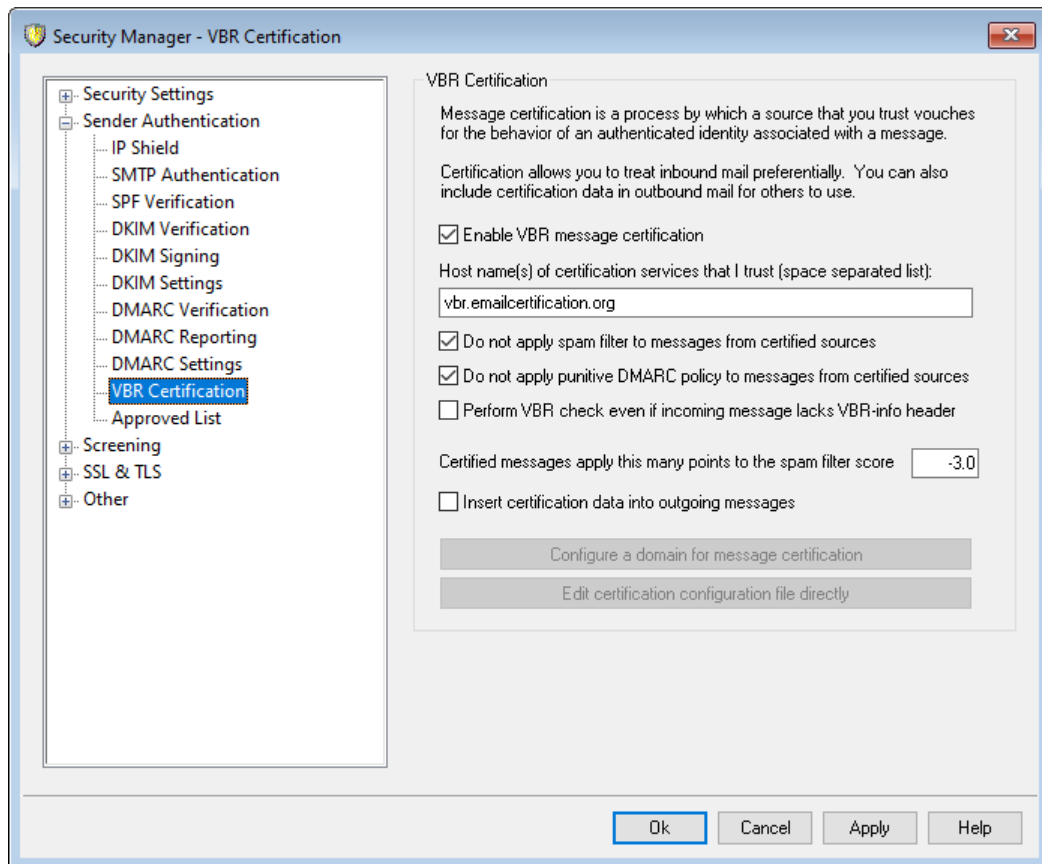 Security Manager - VBR Certification
Security Settings
Sender Authentication
IP Shield
SMTP Authentication
SPF Verification
DKIM Verification
DKIM Signing
DKIM Settings
DMARC Verification
DMARC Reporting
DMARC Settings
VBR Certification
Approved List
Screening
SSL & TLS
Other
VBR Certification
Message certification is a process by which a source that you trust vouches
for the behavior of an authenticated identity associated with a message.
Certification allows you to treat inbound mail preferentially.  You can also
include certification data in outbound mail for others to use.
Enable VBR message certification
Host name(s) of certification services that I trust (space separated list):
vbr.emailcertification.org
Do not apply spam filter to messages from certified sources
Do not apply punitive DMARC policy to messages from certified sources
Perform VBR check even if incoming message lacks VBR-info header
Certified messages apply this many points to the spam filter score -3.0
Insert certification data into outgoing messages
Configure a domain for message certification
Edit certification configuration file directly
Ok Cancel Apply Help